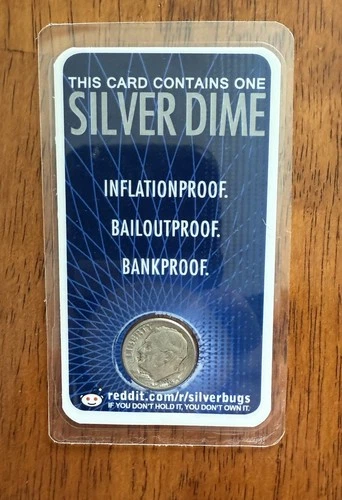 THIS CARD CONTAINS ONE
SILVER DIME
INFLATIONPROOF.
BAILOUTPROOF.
BANKPROOF.
LIBERTY
reddit.com/r/silverbugs
IF YOU DON'T HOLD IT, YOU DON'T OWN IT.